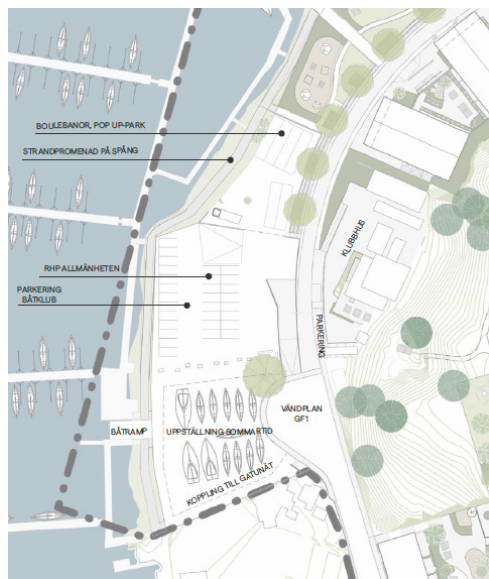 BOULEBANOR, POP UP-PARK
STRANDPROMENAD PÅ SPÅNG
KLUBBHUS
RHP ALLMÄNHETEN
PARKERING
BÅTKLUB
PARKERING
VÄNDPLAN
GF1
BÅTRAMP
UPPSTÄLLNING SOMMARTID
KOPPLING TILL GATUNÄT